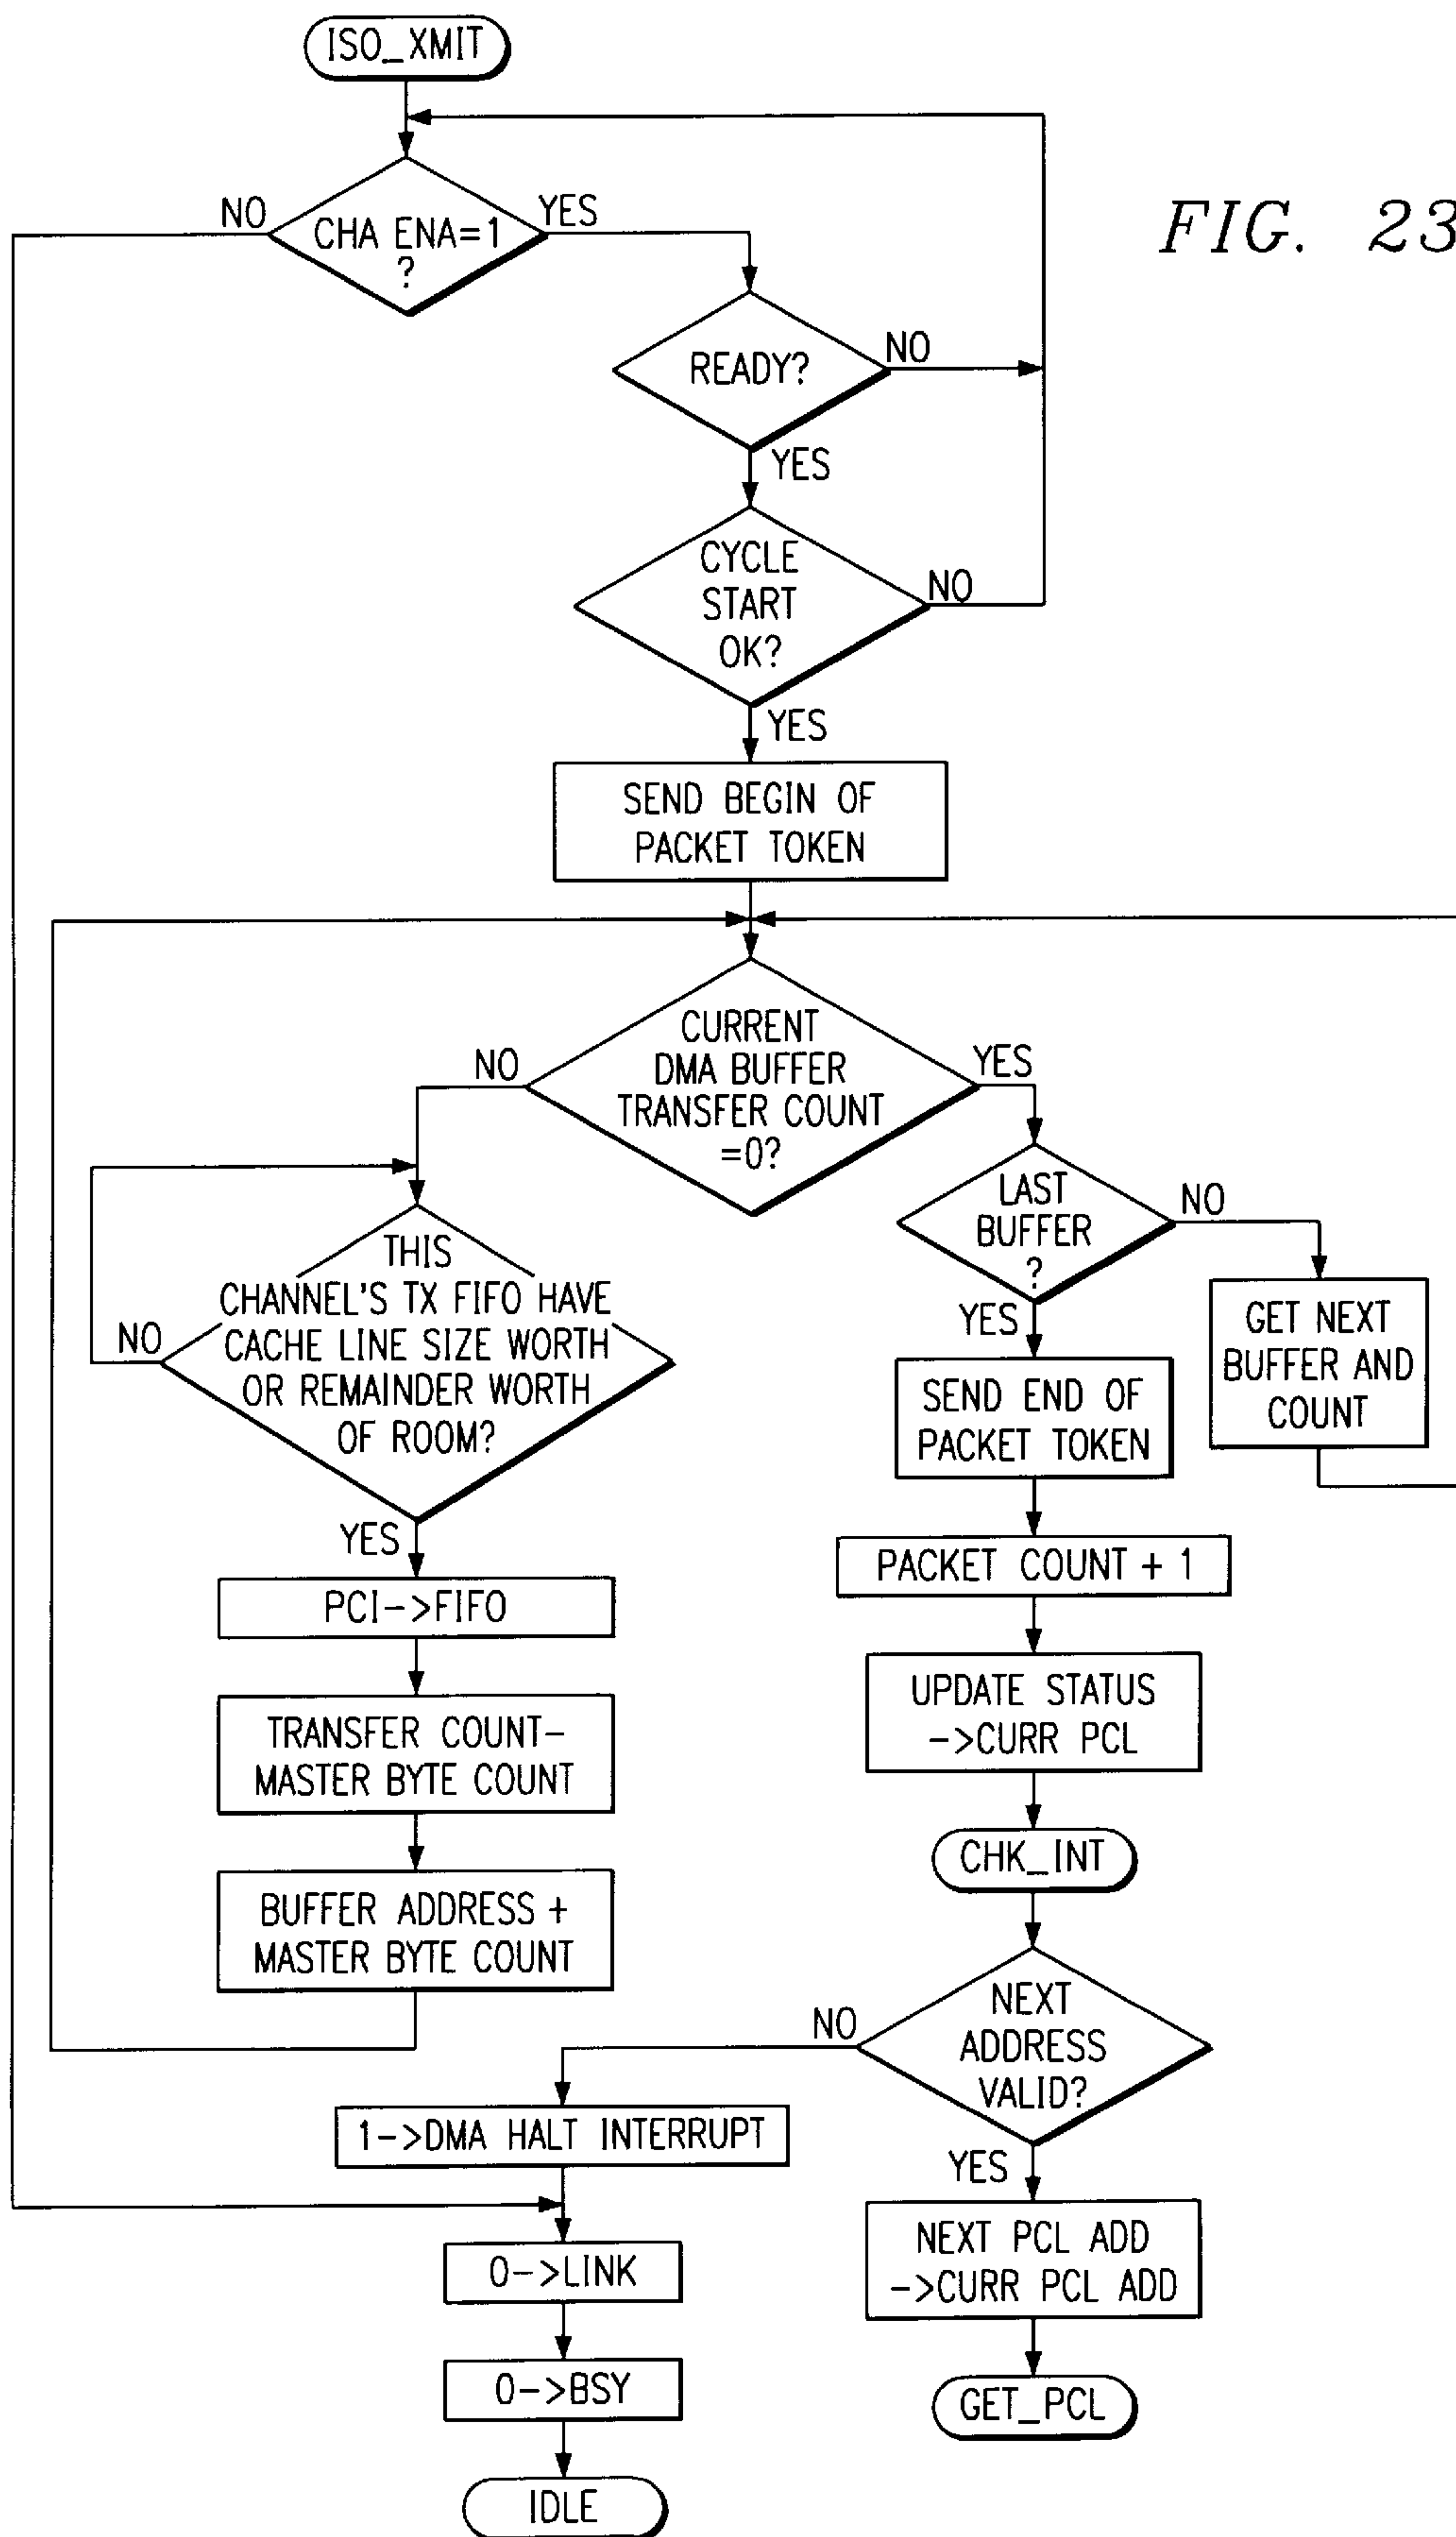 ISO_XMIT
FIG. 23
NO
CHA ENA=1
?
YES
READY?
NO
YES
CYCLE
START
OK?
NO
YES
SEND BEGIN OF
PACKET TOKEN
CURRENT
DMA BUFFER
TRANSFER COUNT
=0?
NO
YES
THIS
CHANNEL'S TX FIFO HAVE
CACHE LINE SIZE WORTH
OR REMAINDER WORTH
OF ROOM?
NO
YES
PCI->FIFO
TRANSFER COUNT-
MASTER BYTE COUNT
BUFFER ADDRESS +
MASTER BYTE COUNT
LAST
BUFFER
?
NO
YES
GET NEXT
BUFFER AND
COUNT
SEND END OF
PACKET TOKEN
PACKET COUNT + 1
UPDATE STATUS
->CURR PCL
CHK_INT
NEXT
ADDRESS
VALID?
NO
YES
1->DMA HALT INTERRUPT
0->LINK
0->BSY
IDLE
NEXT PCL ADD
->CURR PCL ADD
GET_PCL